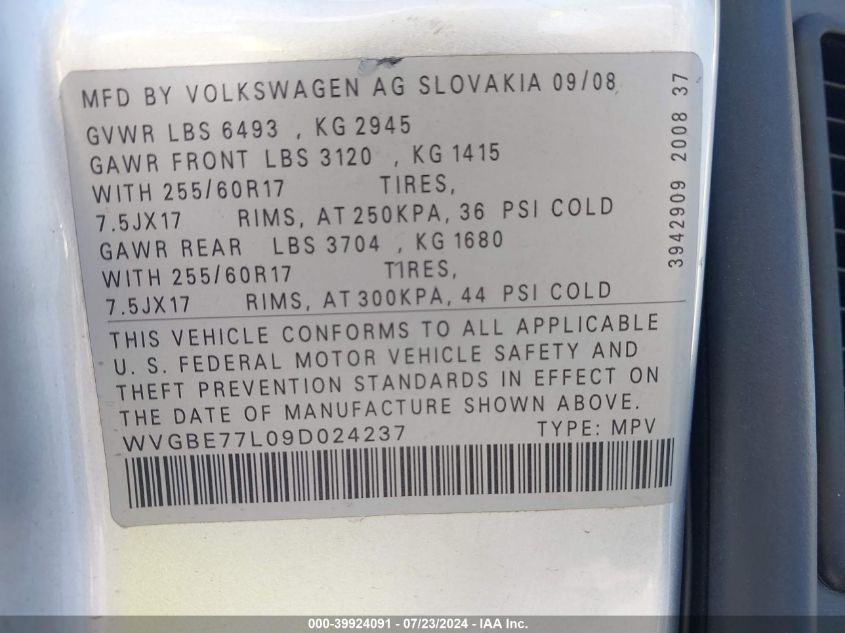 MFD BY VOLKSWAGEN AG SLOVAKIA 09/08
GVWR LBS 6493 , KG 2945
GAWR FRONT LBS 3120 , KG 1415
WITH 255/60R17 TIRES,
7.5JX17 RIMS, AT 250KPA, 36 PSI COLD
GAWR REAR LBS 3704 , KG 1680
WITH 255/60R17 TIRES,
7.5JX17 RIMS, AT 300KPA, 44 PSI COLD
THIS VEHICLE CONFORMS TO ALL APPLICABLE
U. S. FEDERAL MOTOR VEHICLE SAFETY AND
THEFT PREVENTION STANDARDS IN EFFECT ON
THE DATE OF MANUFACTURE SHOWN ABOVE.
WVGBE77L09D024237 TYPE: MPV
3942909 2008 37
000-39924091 - 07/23/2024 - IAA Inc.